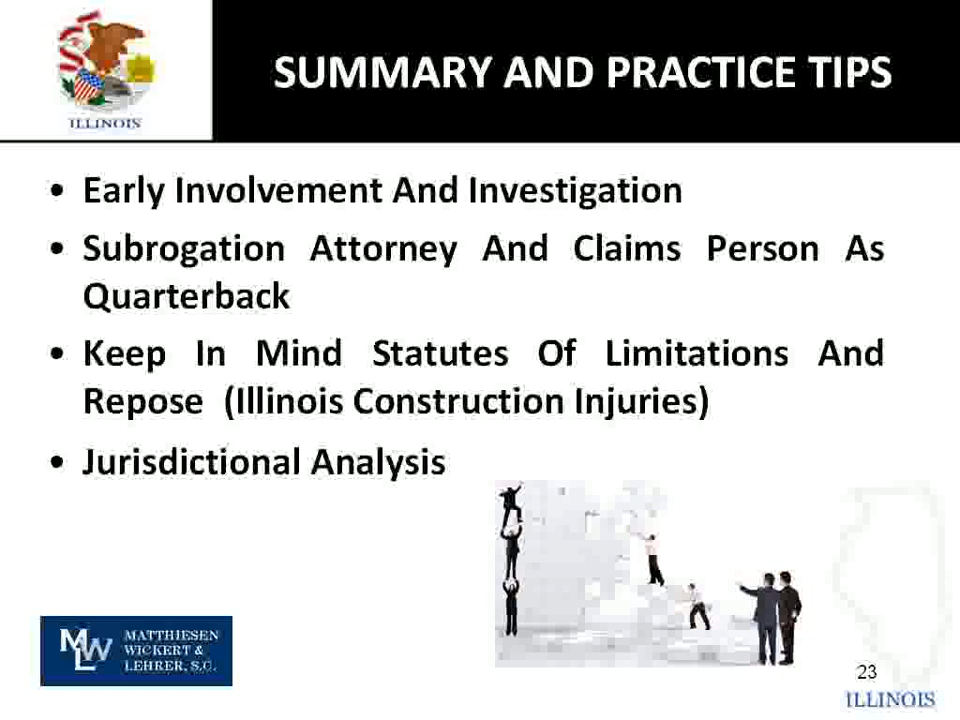 ILLINOIS
SUMMARY AND PRACTICE TIPS
• Early Involvement And Investigation
• Subrogation Attorney And Claims Person As
Quarterback
• Keep In Mind Statutes Of Limitations And
Repose (Illinois Construction Injuries)
• Jurisdictional Analysis
MLW
MATTHIESEN
WICKERT &
LEHRER, S.C.
23
ILLINOIS